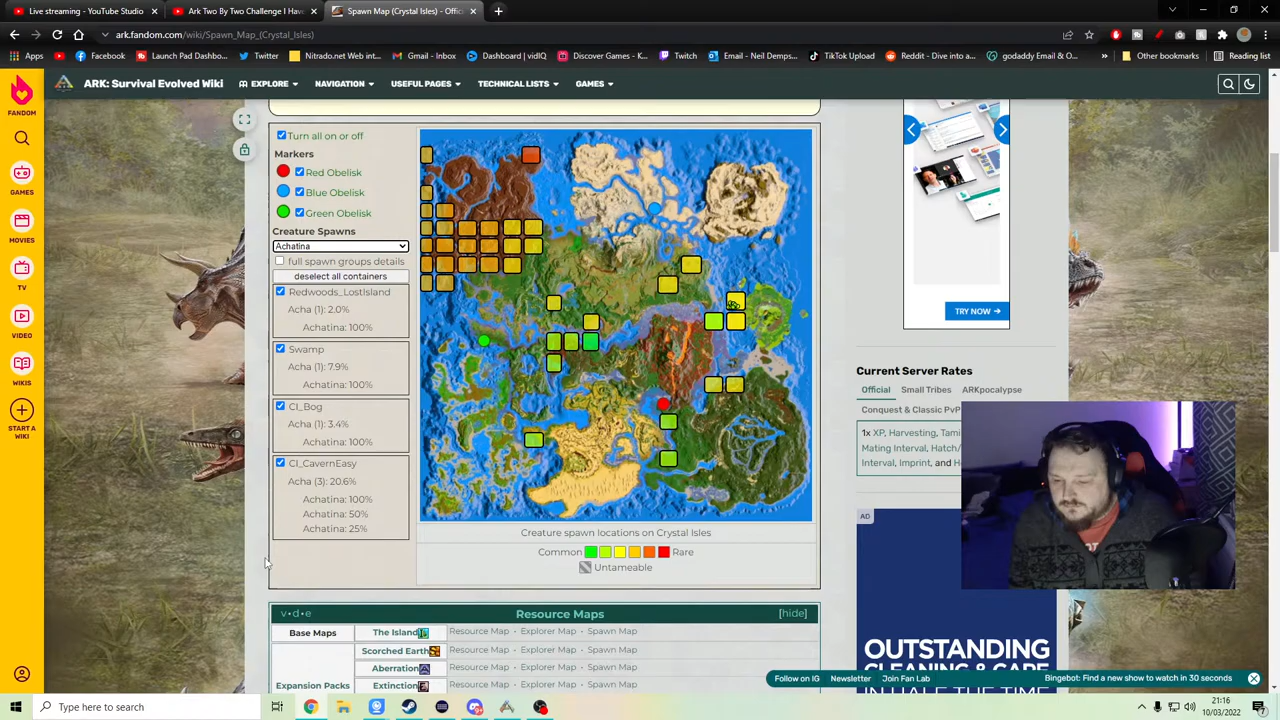 Live streaming - YouTube Studio
Ark Two By Two Challenge I Have
Spawn Map (Crystal Isles) - Offic
ark.fandom.com/wiki/Spawn_Map_(Crystal_Isles)
Apps
YouTube
Launch Pad Dashbo...
Twitter
Nitrado.net Interna...
Gmail - Inbox
Dashboard | vidIQ
Discover Games - K...
Twitch
Email - Neil Demps...
TikTok Upload
Reddit - Dive into a...
godaddy Email Acc...
Other bookmarks
Reading list
ARK: Survival Evolved Wiki
EXPLORE
NAVIGATION
USEFUL PAGES
TECHNICAL LISTS
GAMES
FANDOM
GAMES
MOVIES
TV
VIDEO
WIKIS
START A
WIKI
Turn all on or off
Markers
Red Obelisk
Blue Obelisk
Green Obelisk
Creature Spawns
Achatina
full spawn groups details
deselect all containers
Redwoods_LostIsland
Acha (1): 2.0%
Achatina: 100%
Swamp
Acha (1): 7.9%
Achatina: 100%
CI_Bog
Acha (1): 3.4%
Achatina: 100%
CI_CavernEasy
Acha (3): 20.6%
Achatina: 100%
Achatina: 50%
Achatina: 25%
Creature spawn locations on Crystal Isles
Common
Rare
Untameable
v•d•e
Resource Maps
[hide]
Base Maps
The Island
Resource Map • Explorer Map • Spawn Map
Scorched Earth
Resource Map • Explorer Map • Spawn Map
Aberration
Resource Map • Explorer Map • Spawn Map
Expansion Packs
Extinction
Resource Map • Explorer Map • Spawn Map
TRY NOW →
Current Server Rates
Official
Small Tribes
ARKpocalypse
Conquest & Classic PvP
1x XP, Harvesting, Tami
Mating Interval, Hatch/
Interval, Imprint, and H
AD
OUTSTANDING
CLEANING & CARE
IN HALE THE TIME
Follow on IG
Newsletter
Join Fan Lab
Bingebot: Find a new show to watch in 30 seconds
Type here to search
21:16
10/03/2022